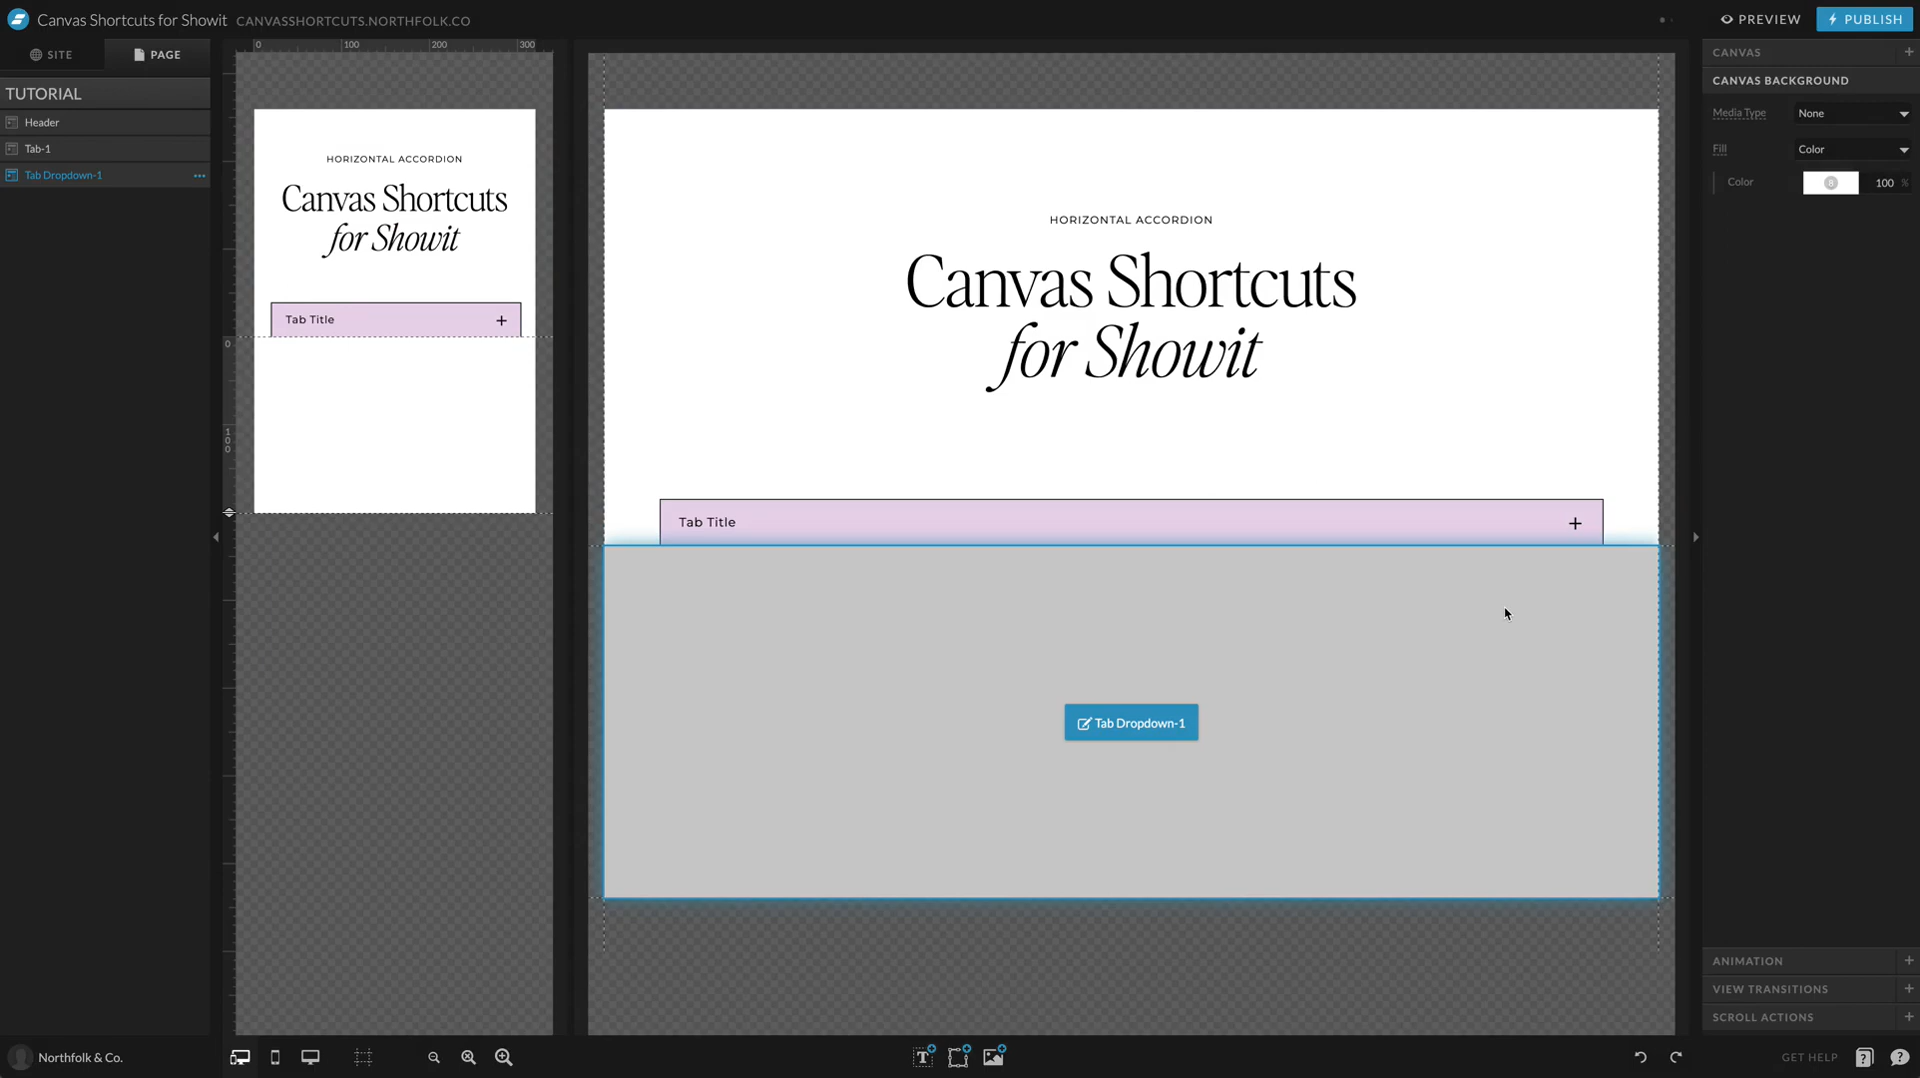 Canvas Shortcuts for Showit CANVASSHORTCUTS.NORTHFOLK.CO
PREVIEW
PUBLISH
SITE
PAGE
TUTORIAL
Header
Tab-1
Tab Dropdown-1
0 100 200 300
HORIZONTAL ACCORDION
Canvas Shortcuts
for Showit
Tab Title
0
100
HORIZONTAL ACCORDION
Canvas Shortcuts
for Showit
Tab Title
Tab Dropdown-1
CANVAS
CANVAS BACKGROUND
Media Type None
Fill Color
Color 8 100 %
ANIMATION
VIEW TRANSITIONS
SCROLL ACTIONS
Northfolk & Co.
T
GET HELP